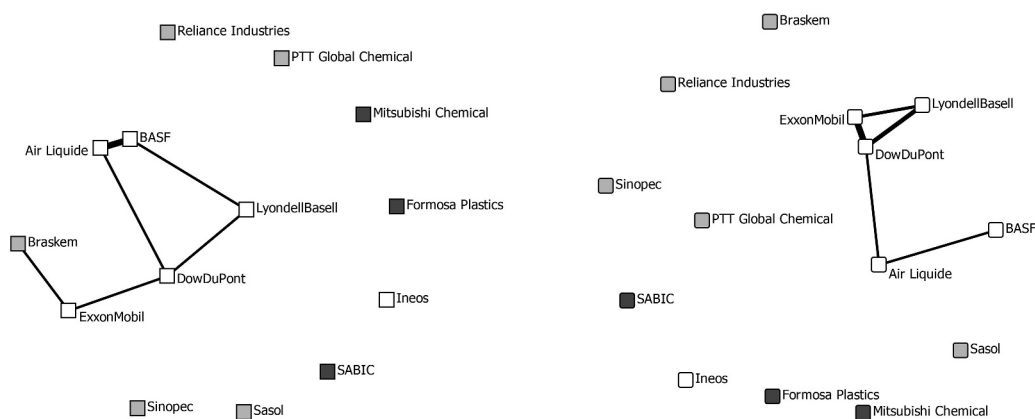 Reliance Industries
PTT Global Chemical
Mitsubishi Chemical
BASF
Air Liquide
Formosa Plastics
LyondellBasell
Braskem
DowDuPont
Ineos
ExxonMobil
SABIC
Sinopec
Sasol
Braskem
Reliance Industries
LyondellBasell
ExxonMobil
DowDuPont
Sinopec
PTT Global Chemical
BASF
Air Liquide
SABIC
Sasol
Ineos
Formosa Plastics
Mitsubishi Chemical